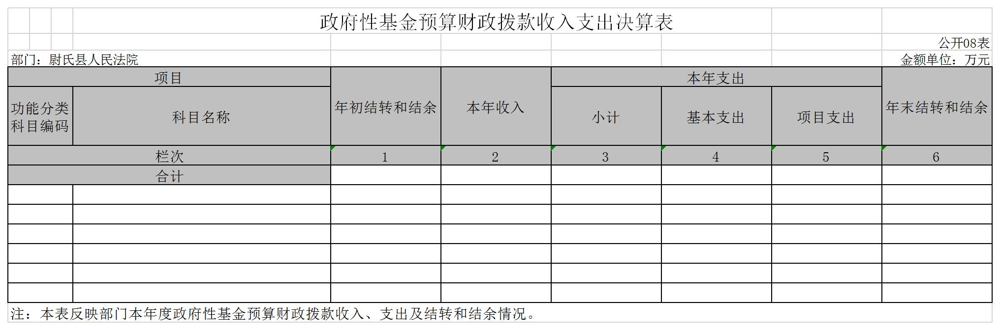 政府性基金预算财政拨款收入支出决算表
公开08表
部门：尉氏县人民法院
金额单位：万元
项目
年初结转和结余
本年收入
本年支出
年末结转和结余
功能分类
科目编码
科目名称
小计
基本支出
项目支出
栏次 1 2 3 4 5 6
合计
注：本表反映部门本年度政府性基金预算财政拨款收入、支出及结转和结余情况。